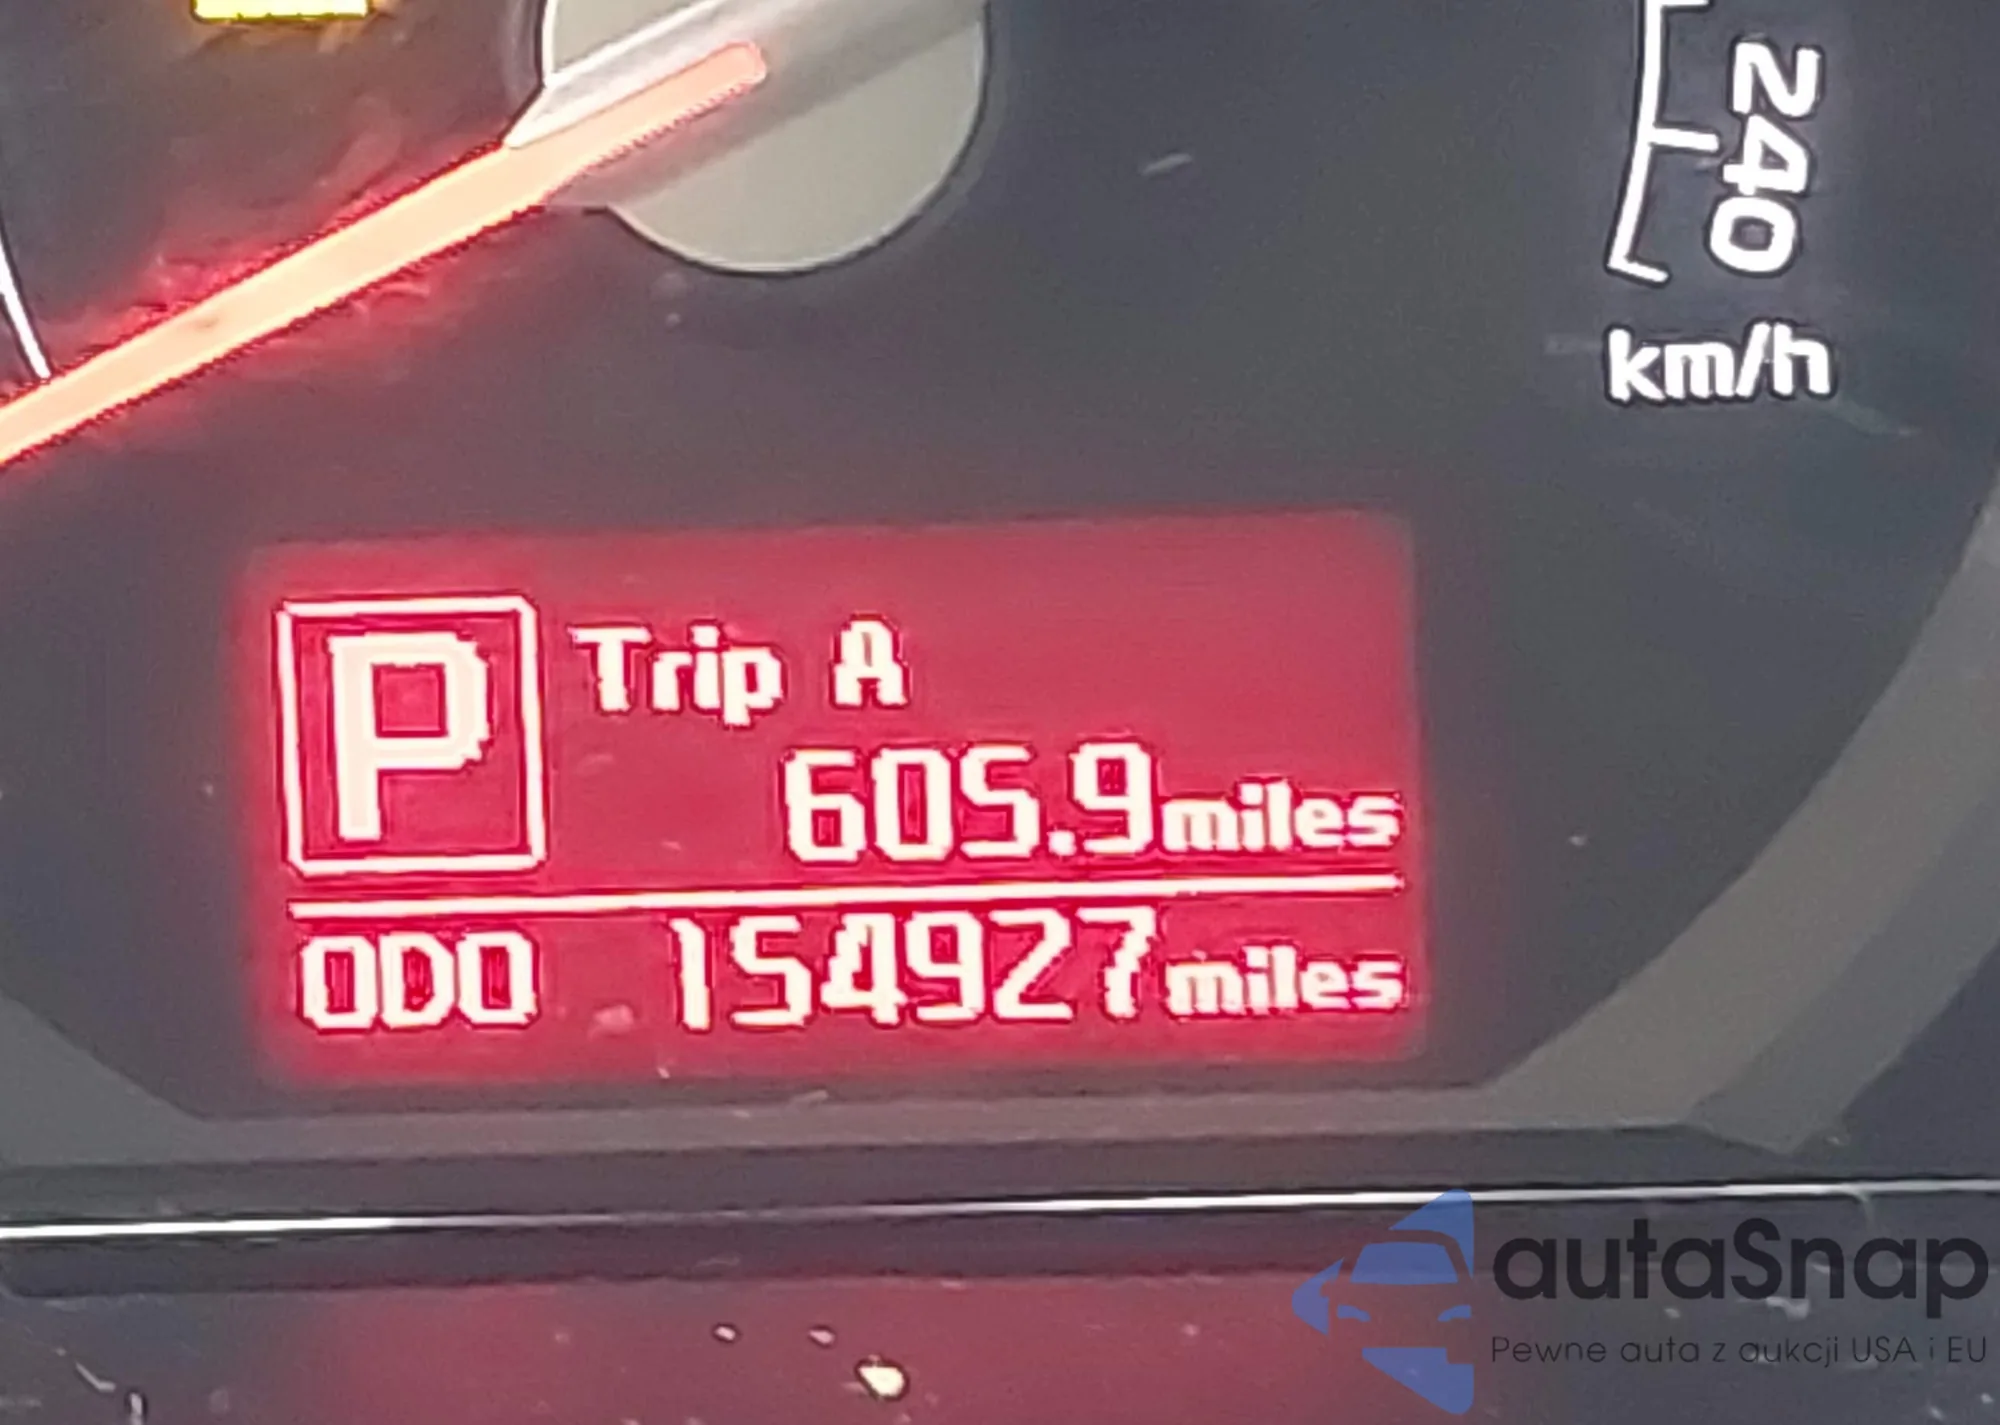 240
km/h
P
Trip A
605.9miles
ODO 154927miles
autaSnap
Pewne auta z aukcji USA i EU